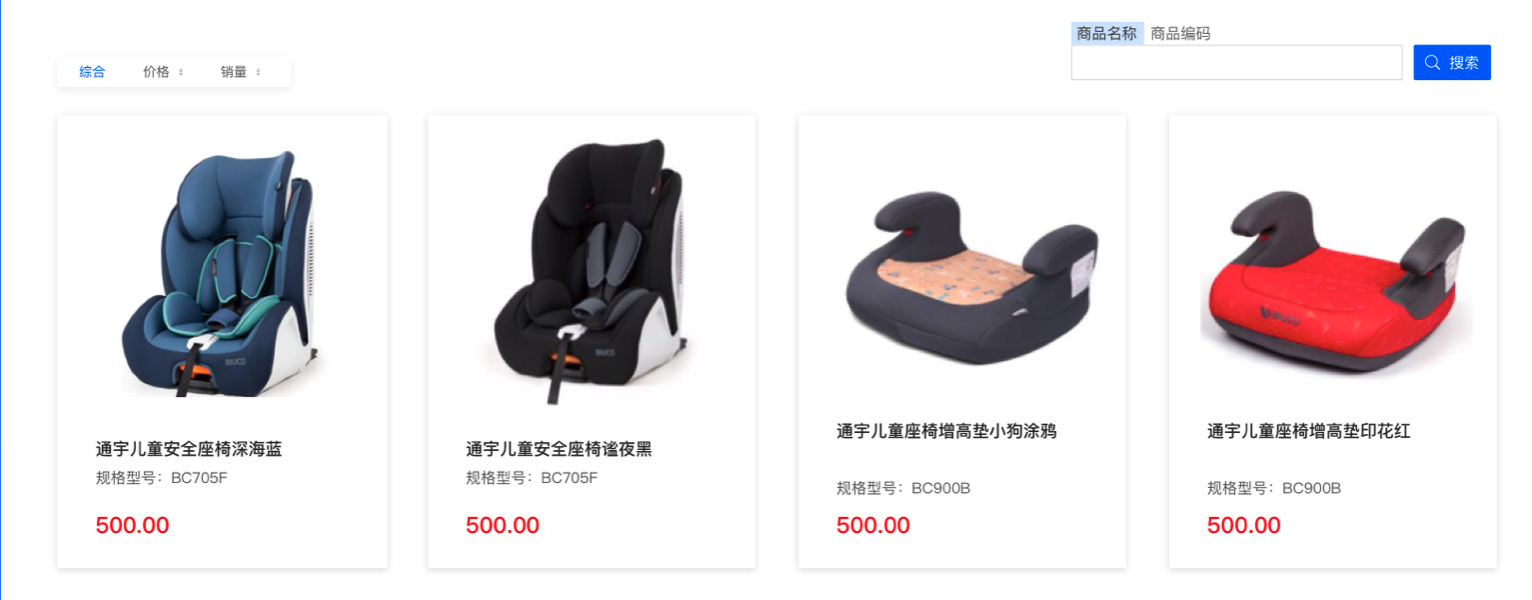 商品名称 商品编码
综合 价格 销量
搜索
BIUCO
BIUCO
通宇儿童安全座椅深海蓝
规格型号：BC705F
500.00
通宇儿童安全座椅谧夜黑
规格型号：BC705F
500.00
通宇儿童座椅增高垫小狗涂鸦
规格型号：BC900B
500.00
通宇儿童座椅增高垫印花红
规格型号：BC900B
500.00